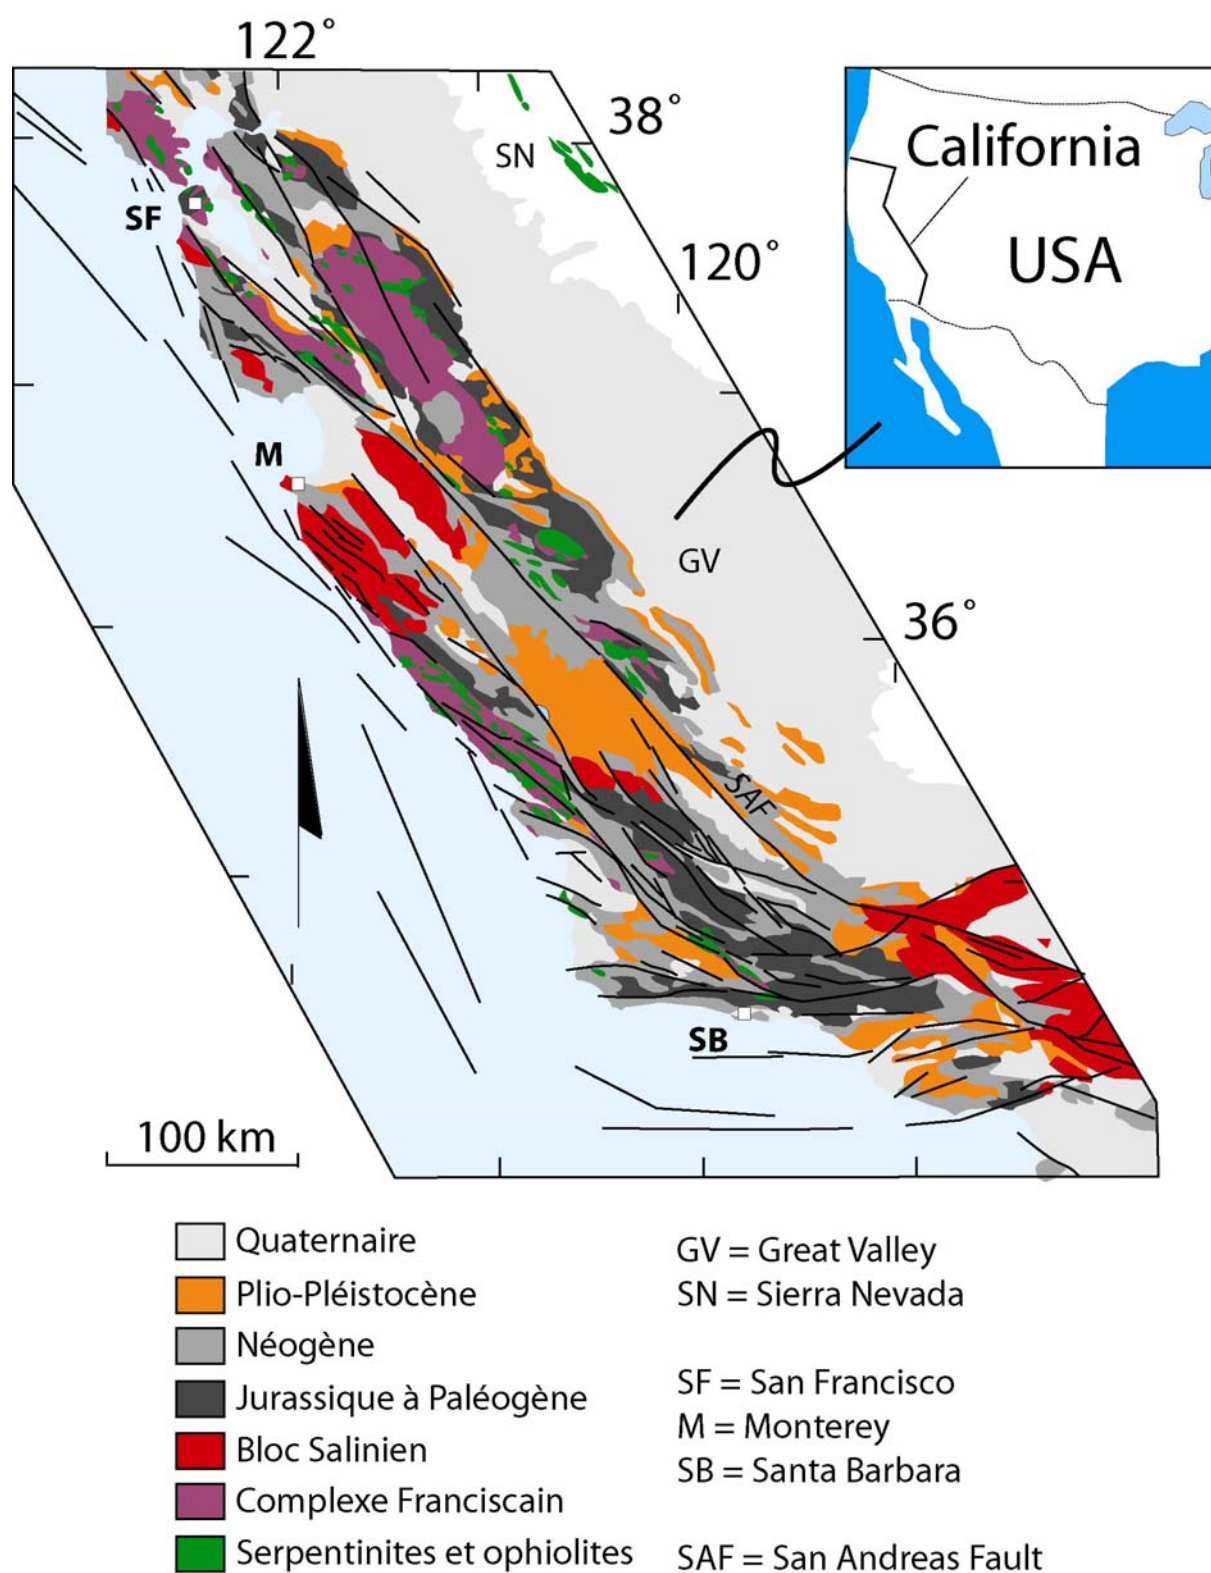 122°
38°
SN
California
SF
120°
USA
M
GV
36°
SAF
SB
100 km
Quaternaire
Plio-Pléistocène
Néogène
Jurassique à Paléogène
Bloc Salinien
Complexe Franciscain
Serpentinites et ophiolites
GV = Great Valley
SN = Sierra Nevada
SF = San Francisco
M = Monterey
SB = Santa Barbara
SAF = San Andreas Fault